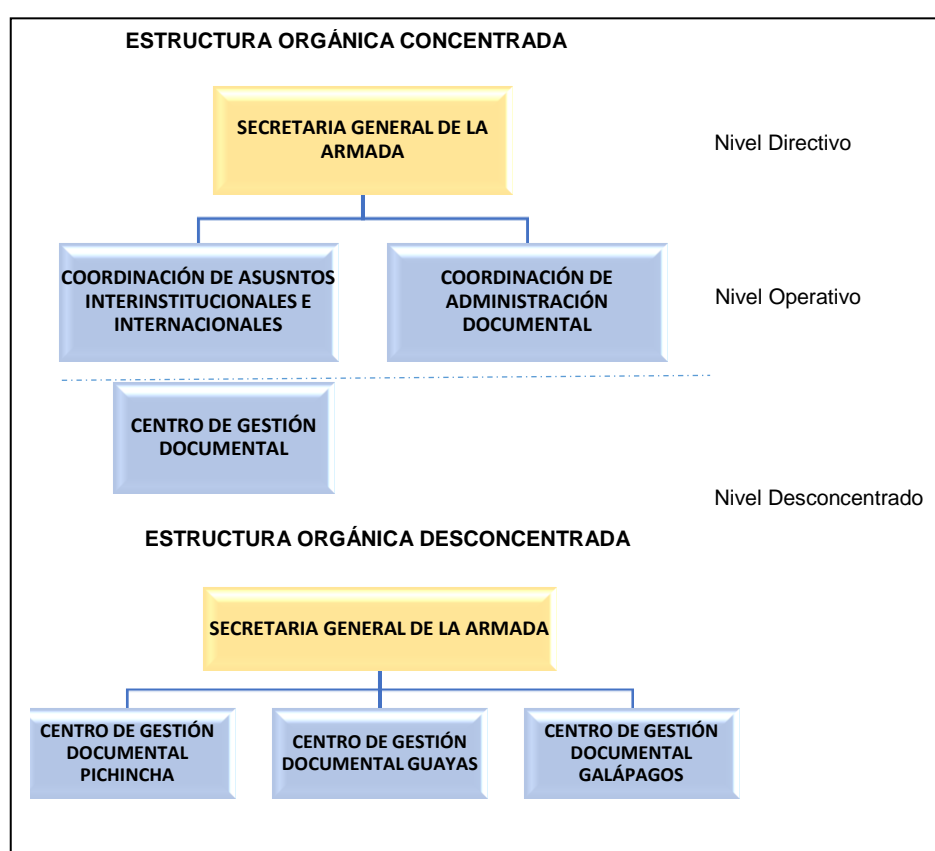 ESTRUCTURA ORGÁNICA CONCENTRADA
SECRETARIA GENERAL DE LA
ARMADA
Nivel Directivo
COORDINACIÓN DE ASUSNTOS
INTERINSTITUCIONALES E
INTERNACIONALES
COORDINACIÓN DE
ADMINISTRACIÓN
DOCUMENTAL
Nivel Operativo
CENTRO DE GESTIÓN
DOCUMENTAL
Nivel Desconcentrado
ESTRUCTURA ORGÁNICA DESCONCENTRADA
SECRETARIA GENERAL DE LA ARMADA
CENTRO DE GESTIÓN
DOCUMENTAL
PICHINCHA
CENTRO DE GESTIÓN
DOCUMENTAL GUAYAS
CENTRO DE GESTIÓN
DOCUMENTAL
GALÁPAGOS